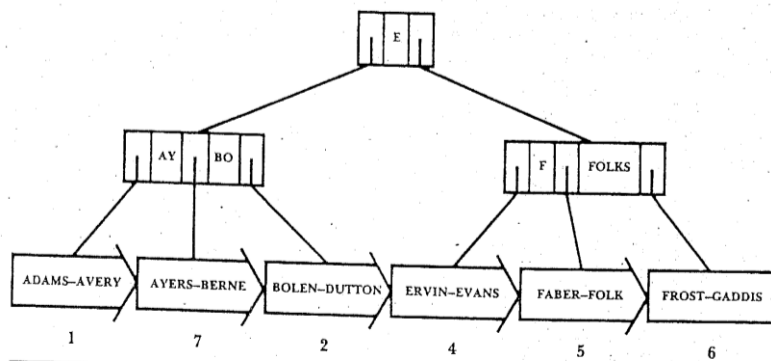 E
AY BO
F FOLKS
ADAMS–AVERY AYERS–BERNE BOLEN–DUTTON ERVIN–EVANS FABER–FOLK FROST–GADDIS
1 7 2 4 5 6